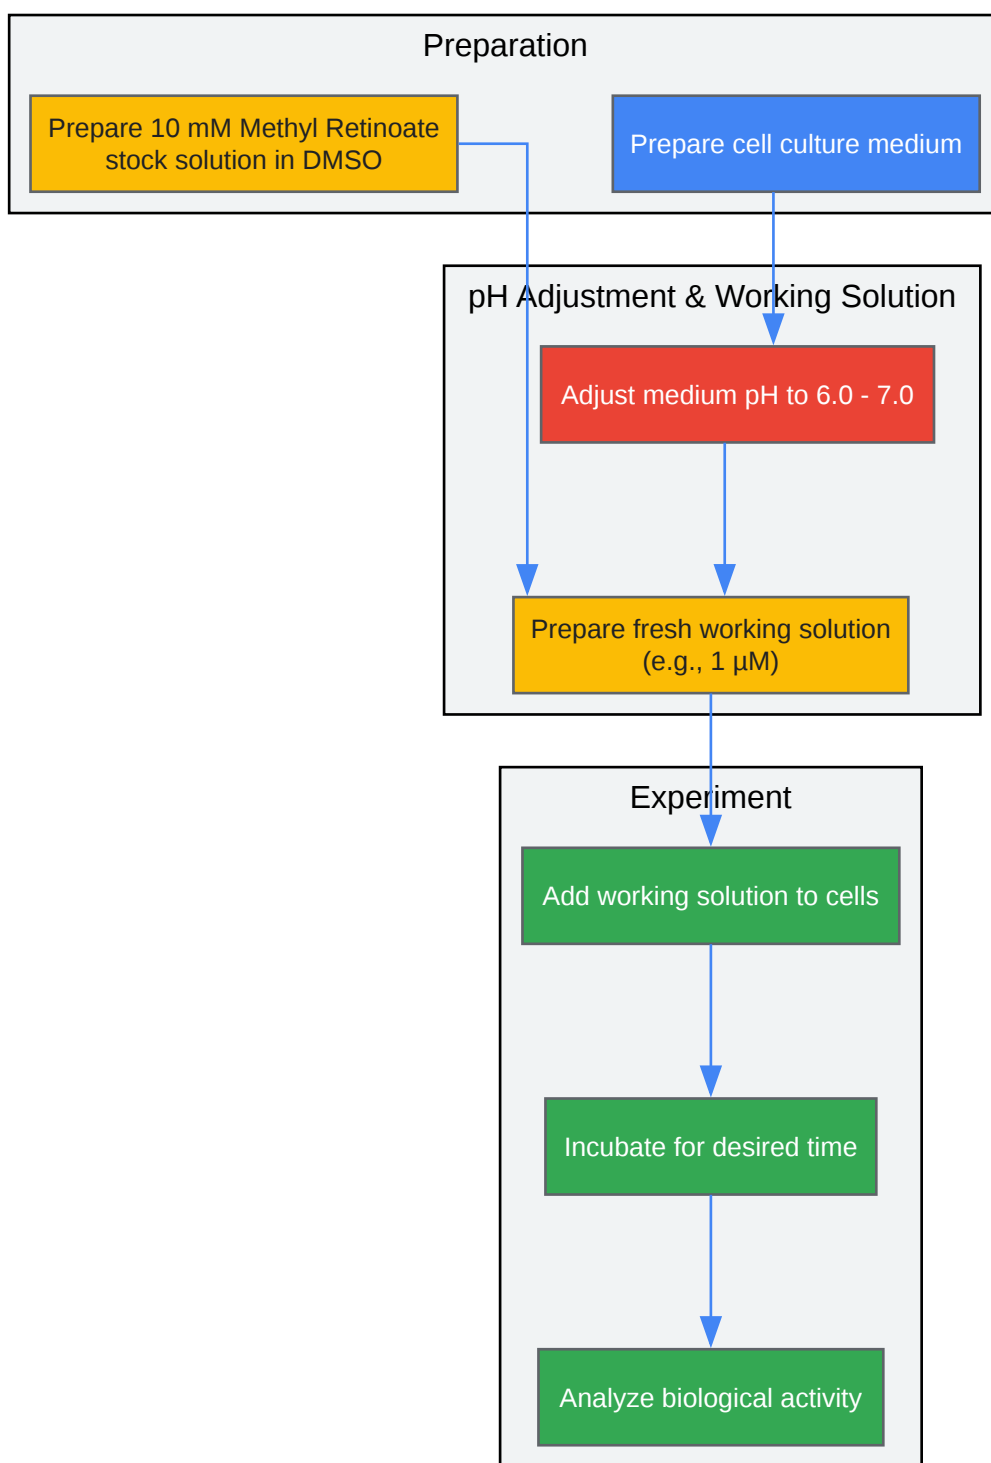 Preparation
Prepare 10 mM Methyl Retinoate
stock solution in DMSO
Prepare cell culture medium
pH Adjustment & Working Solution
Adjust medium pH to 6.0 - 7.0
Prepare fresh working solution
(e.g., 1 µM)
Experiment
Add working solution to cells
Incubate for desired time
Analyze biological activity